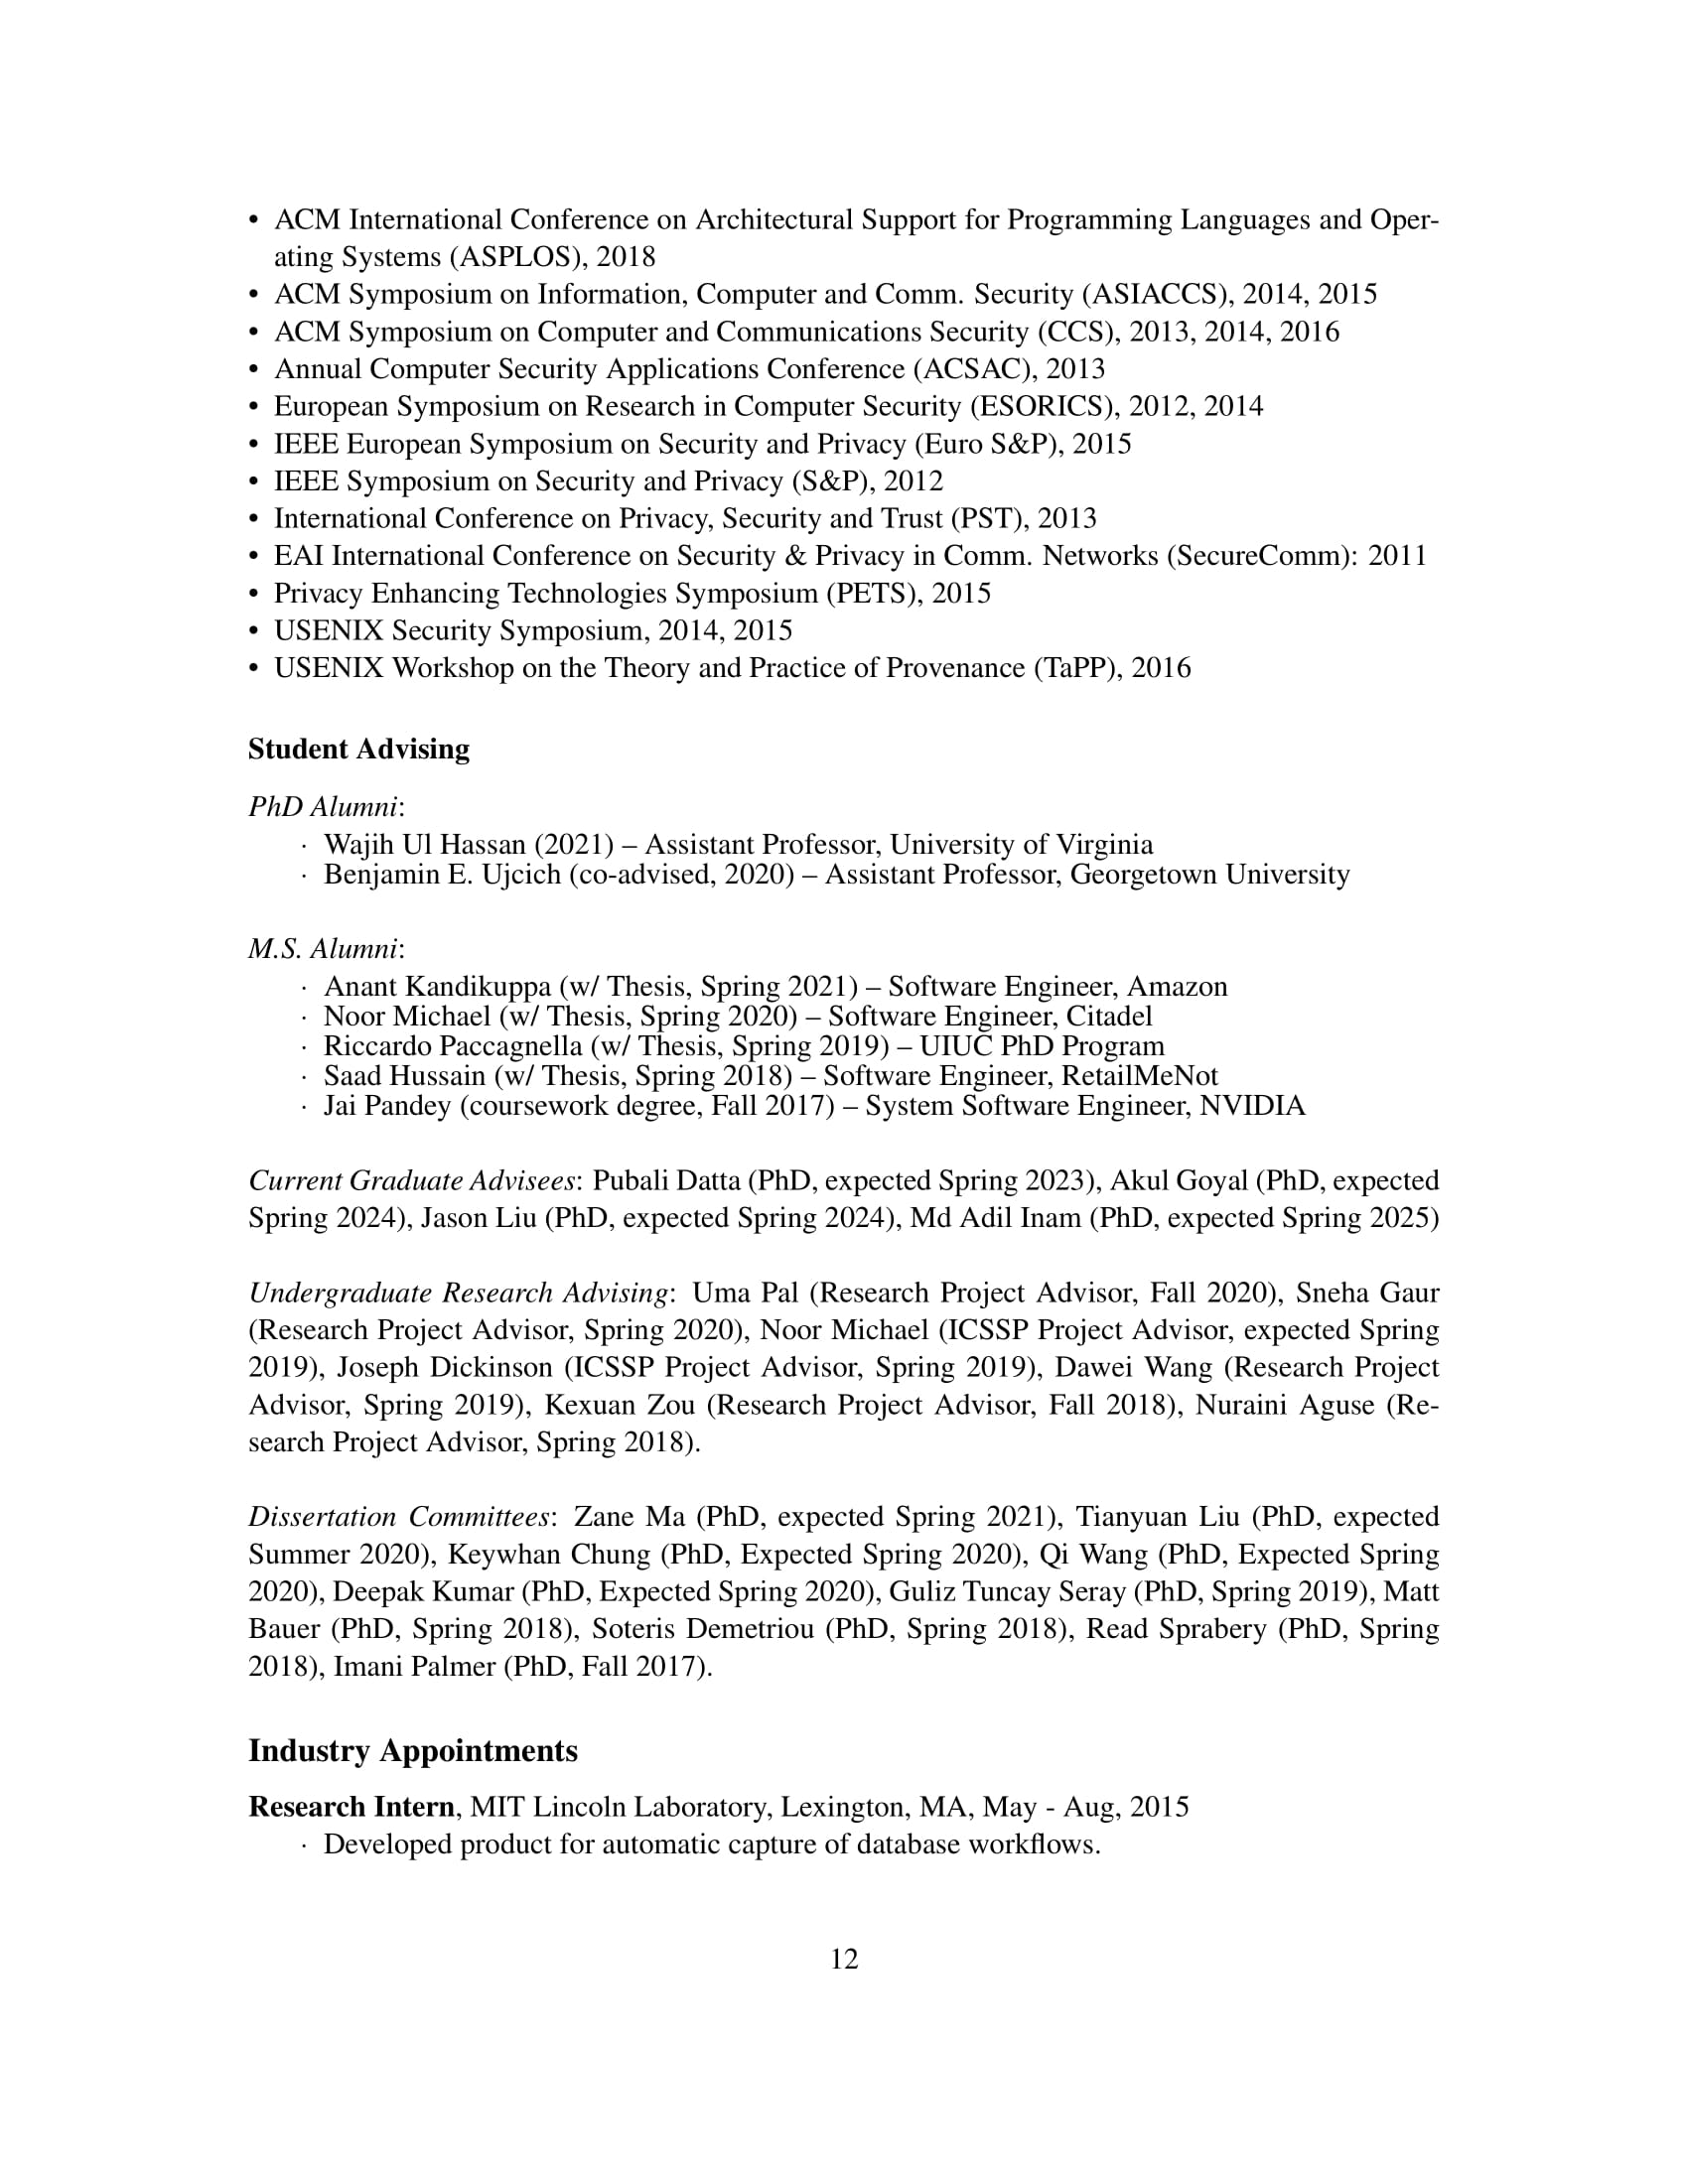 • ACM International Conference on Architectural Support for Programming Languages and Oper-
ating Systems (ASPLOS), 2018
• ACM Symposium on Information, Computer and Comm. Security (ASIACCS), 2014, 2015
• ACM Symposium on Computer and Communications Security (CCS), 2013, 2014, 2016
• Annual Computer Security Applications Conference (ACSAC), 2013
• European Symposium on Research in Computer Security (ESORICS), 2012, 2014
• IEEE European Symposium on Security and Privacy (Euro S&P), 2015
• IEEE Symposium on Security and Privacy (S&P), 2012
• International Conference on Privacy, Security and Trust (PST), 2013
• EAI International Conference on Security & Privacy in Comm. Networks (SecureComm): 2011
• Privacy Enhancing Technologies Symposium (PETS), 2015
• USENIX Security Symposium, 2014, 2015
• USENIX Workshop on the Theory and Practice of Provenance (TaPP), 2016
Student Advising
PhD Alumni:
· Wajih Ul Hassan (2021) – Assistant Professor, University of Virginia
· Benjamin E. Ujcich (co-advised, 2020) – Assistant Professor, Georgetown University
M.S. Alumni:
· Anant Kandikuppa (w/ Thesis, Spring 2021) – Software Engineer, Amazon
· Noor Michael (w/ Thesis, Spring 2020) – Software Engineer, Citadel
· Riccardo Paccagnella (w/ Thesis, Spring 2019) – UIUC PhD Program
· Saad Hussain (w/ Thesis, Spring 2018) – Software Engineer, RetailMeNot
· Jai Pandey (coursework degree, Fall 2017) – System Software Engineer, NVIDIA
Current Graduate Advisees: Pubali Datta (PhD, expected Spring 2023), Akul Goyal (PhD, expected
Spring 2024), Jason Liu (PhD, expected Spring 2024), Md Adil Inam (PhD, expected Spring 2025)
Undergraduate Research Advising: Uma Pal (Research Project Advisor, Fall 2020), Sneha Gaur
(Research Project Advisor, Spring 2020), Noor Michael (ICSSP Project Advisor, expected Spring
2019), Joseph Dickinson (ICSSP Project Advisor, Spring 2019), Dawei Wang (Research Project
Advisor, Spring 2019), Kexuan Zou (Research Project Advisor, Fall 2018), Nuraini Aguse (Re-
search Project Advisor, Spring 2018).
Dissertation Committees: Zane Ma (PhD, expected Spring 2021), Tianyuan Liu (PhD, expected
Summer 2020), Keywhan Chung (PhD, Expected Spring 2020), Qi Wang (PhD, Expected Spring
2020), Deepak Kumar (PhD, Expected Spring 2020), Guliz Tuncay Seray (PhD, Spring 2019), Matt
Bauer (PhD, Spring 2018), Soteris Demetriou (PhD, Spring 2018), Read Sprabery (PhD, Spring
2018), Imani Palmer (PhD, Fall 2017).
Industry Appointments
Research Intern, MIT Lincoln Laboratory, Lexington, MA, May - Aug, 2015
· Developed product for automatic capture of database workflows.
12